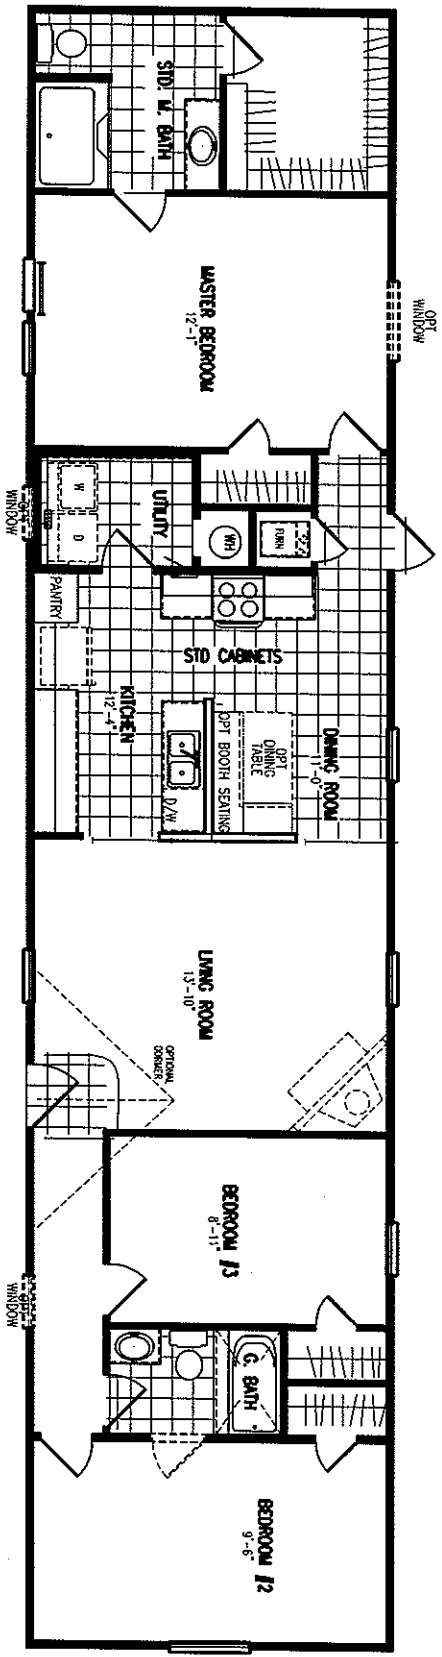 STD. M. BATH
MASTER BEDROOM
12'-1"
OPT
WINDOW
OPT
WINDOW
UTILITY
W
D
WH
FURN
PANTRY
STD CABINETS
KITCHEN
12'-4"
D/W
OPT BOOTH SEATING
OPT
DINING
TABLE
DINING ROOM
11'-0"
LIVING ROOM
13'-10"
OPTIONAL
DORMER
BEDROOM #3
8'-11"
OPT
WINDOW
G. BATH
BEDROOM #2
9'-6"